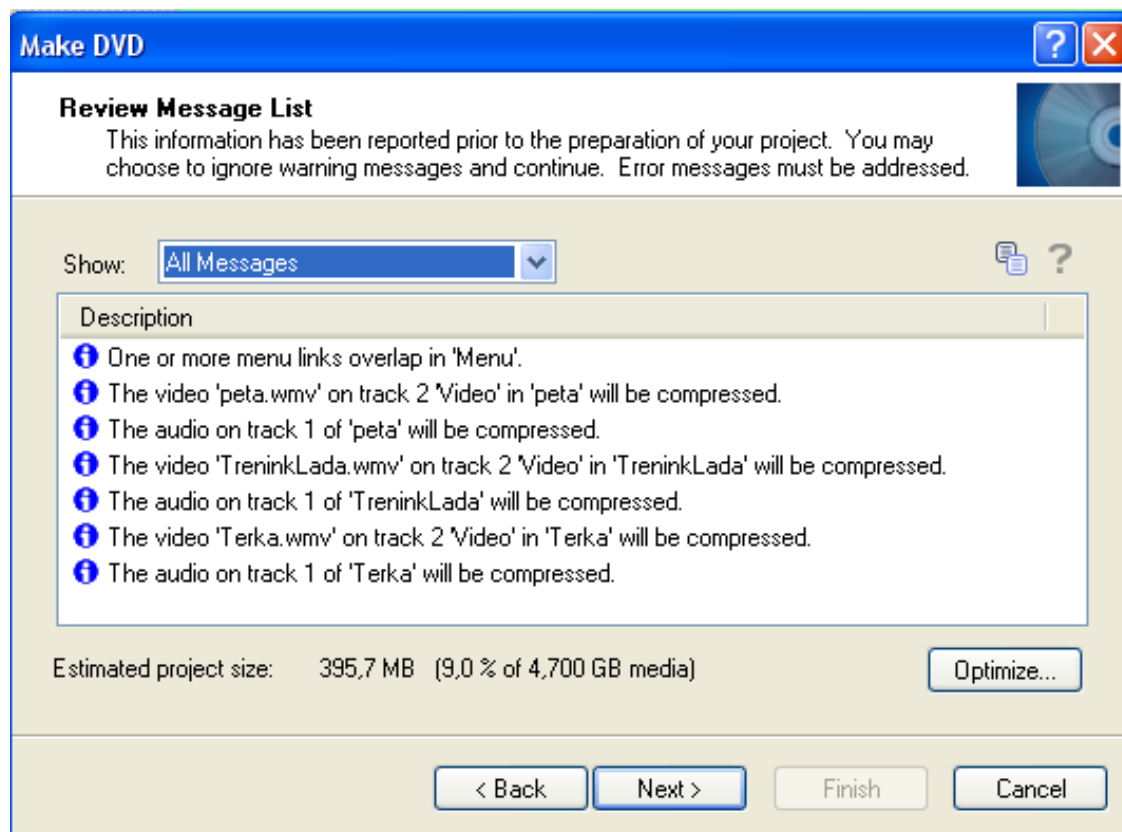 Make DVD
Review Message List
This information has been reported prior to the preparation of your project. You may
choose to ignore warning messages and continue. Error messages must be addressed.
Show: All Messages
Description
One or more menu links overlap in 'Menu'.
The video 'peta.wmv' on track 2 'Video' in 'peta' will be compressed.
The audio on track 1 of 'peta' will be compressed.
The video 'TreninkLada.wmv' on track 2 'Video' in 'TreninkLada' will be compressed.
The audio on track 1 of 'TreninkLada' will be compressed.
The video 'Terka.wmv' on track 2 'Video' in 'Terka' will be compressed.
The audio on track 1 of 'Terka' will be compressed.
Estimated project size: 395,7 MB (9,0 % of 4,700 GB media) Optimize...
< Back Next > Finish Cancel